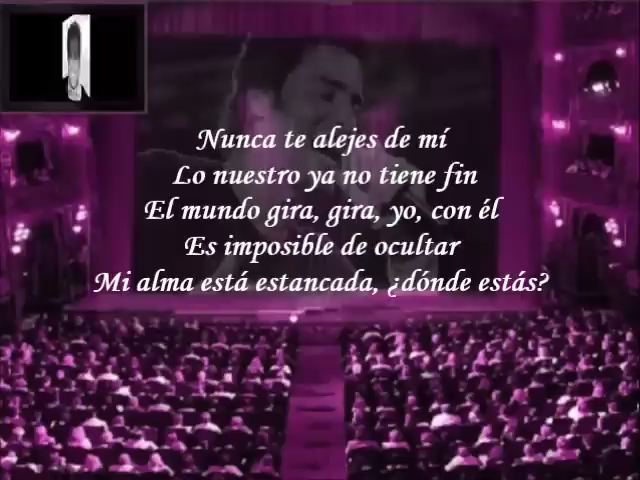 Nunca te alejes de mí
Lo nuestro ya no tiene fin
El mundo gira, gira, yo, con él
Es imposible de ocultar
Mi alma está estancada, ¿dónde estás?